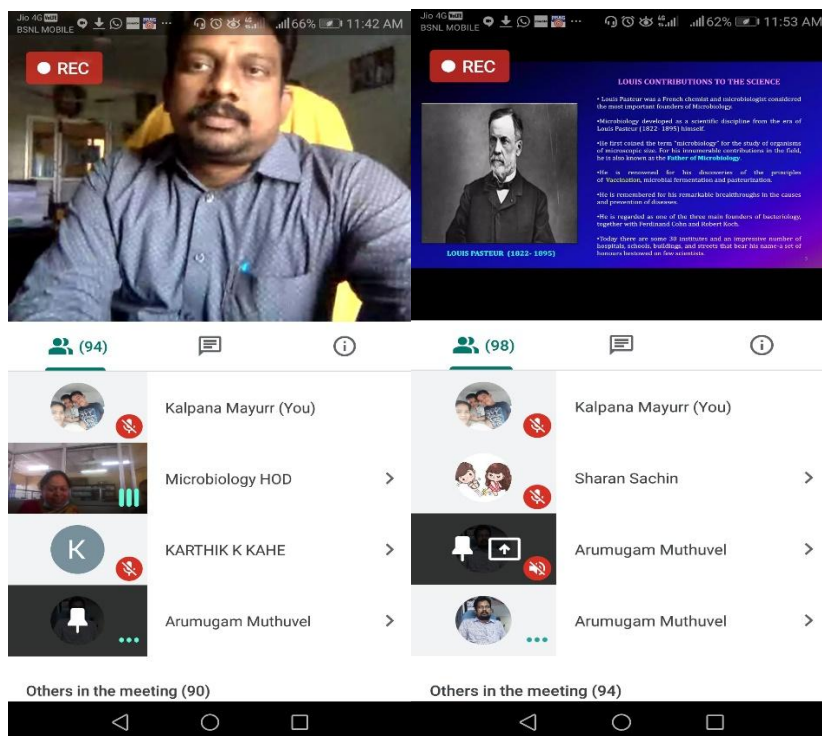 Jio 4G VoLTE
BSNL MOBILE
66%
11:42 AM
REC
(94)
Kalpana Mayurr (You)
Microbiology HOD
K
KARTHIK K KAHE
Arumugam Muthuvel
Others in the meeting (90)
Jio 4G VoLTE
BSNL MOBILE
62%
11:53 AM
REC
LOUIS CONTRIBUTIONS TO THE SCIENCE
• Louis Pasteur was a French chemist and microbiologist considered
the most important founders of Microbiology.
•Microbiology developed as a scientific discipline from the era of
Louis Pasteur (1822- 1895) himself.
•He first coined the term "microbiology" for the study of organisms
of microscopic size. For his innumerable contributions in the field,
he is also known as the Father of Microbiology.
•He is renowned for his discoveries of the principles
of Vaccination, microbial fermentation and pasteurization.
•He is remembered for his remarkable breakthroughs in the causes
and prevention of diseases.
•He is regarded as one of the three main founders of bacteriology,
together with Ferdinand Cohn and Robert Koch.
•Today there are some 30 institutes and an impressive number of
hospitals, schools, buildings, and streets that bear his name-a set of
honours bestowed on few scientists.
LOUIS PASTEUR (1822- 1895)
(98)
Kalpana Mayurr (You)
Sharan Sachin
Arumugam Muthuvel
Arumugam Muthuvel
Others in the meeting (94)